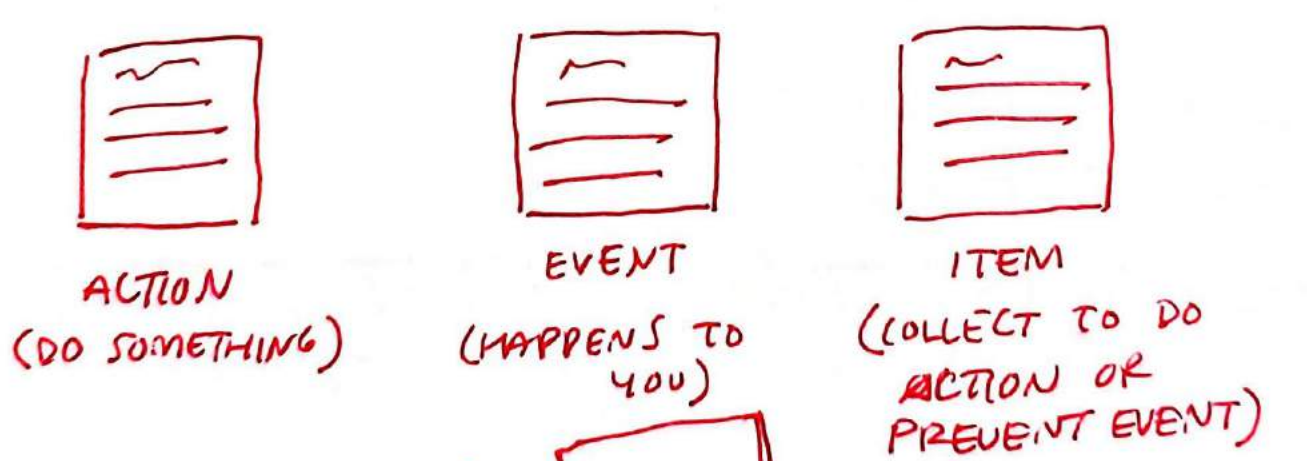 ACTION
(DO SOMETHING)
EVENT
(HAPPENS TO
YOU)
ITEM
(COLLECT TO DO
ACTION OR
PREVENT EVENT)